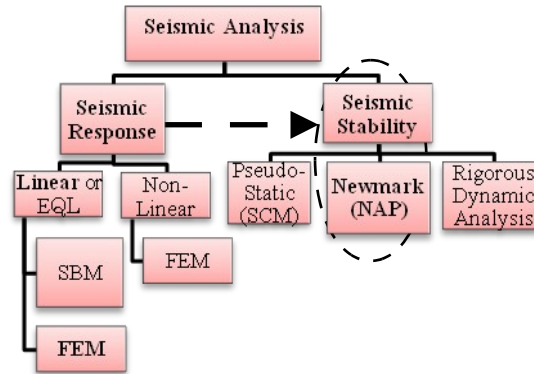 Seismic Analysis
Seismic
Response
Seismic
Stability
Linear or
EQL
Non-
Linear
Pseudo-
Static
(SCM)
Newmark
(NAP)
Rigorous
Dynamic
Analysis
SBM
FEM
FEM